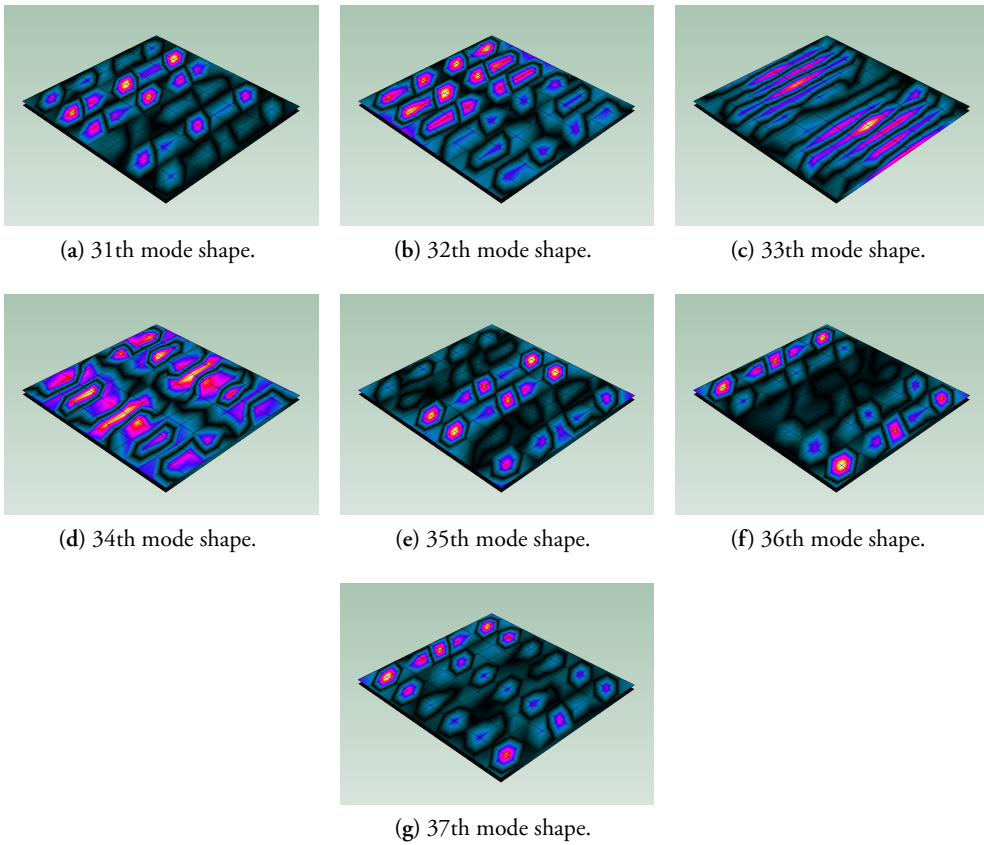 (a) 31th mode shape.
(b) 32th mode shape.
(c) 33th mode shape.
(d) 34th mode shape.
(e) 35th mode shape.
(f) 36th mode shape.
(g) 37th mode shape.